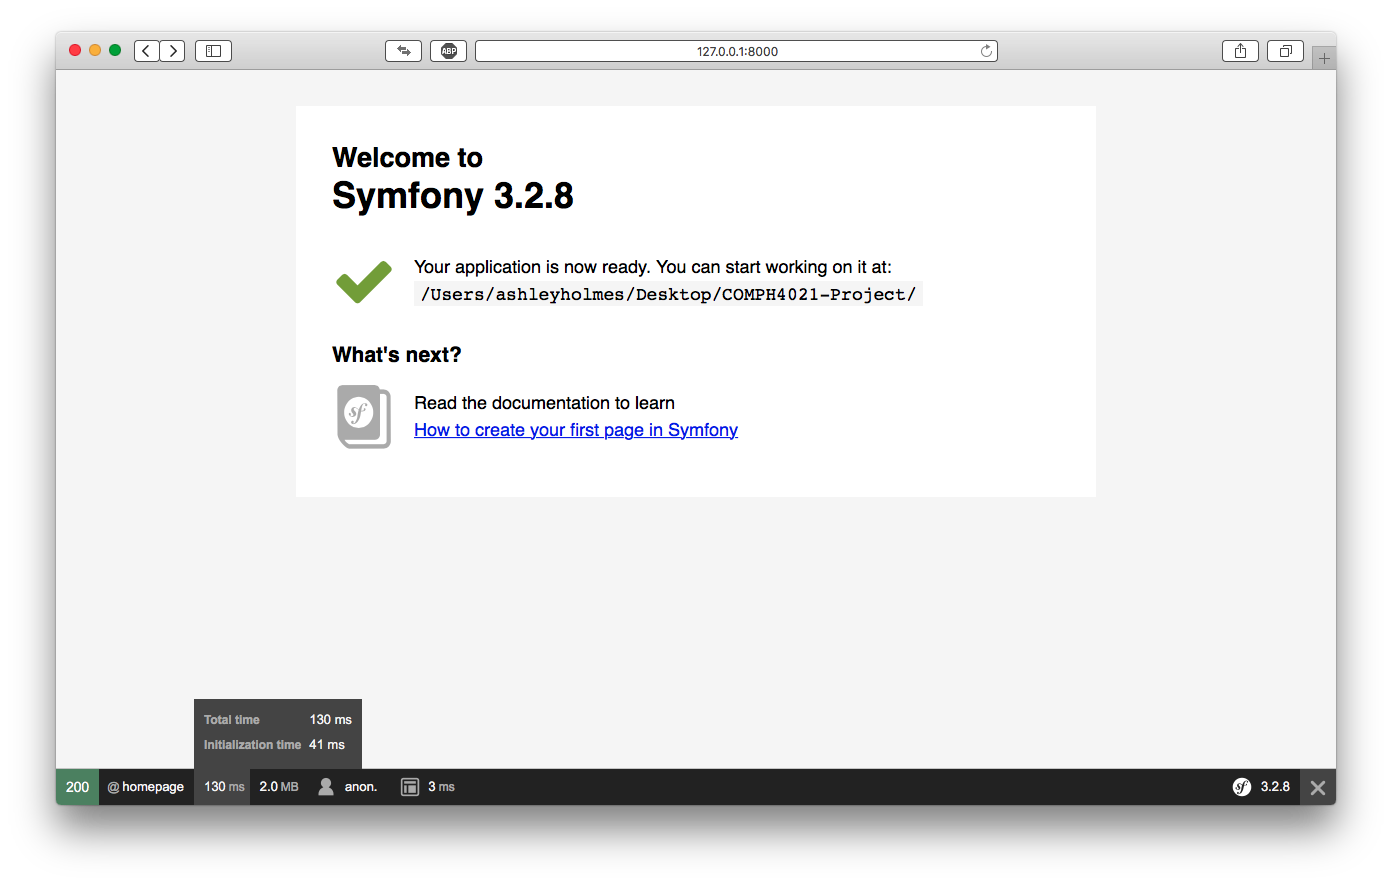 ABP
127.0.0.1:8000
Welcome to
Symfony 3.2.8
Your application is now ready. You can start working on it at:
/Users/ashleyholmes/Desktop/COMPH4021-Project/
What's next?
sf
Read the documentation to learn
How to create your first page in Symfony
Total time 130 ms
Initialization time 41 ms
200 @ homepage 130 ms 2.0 MB anon. 3 ms sf 3.2.8